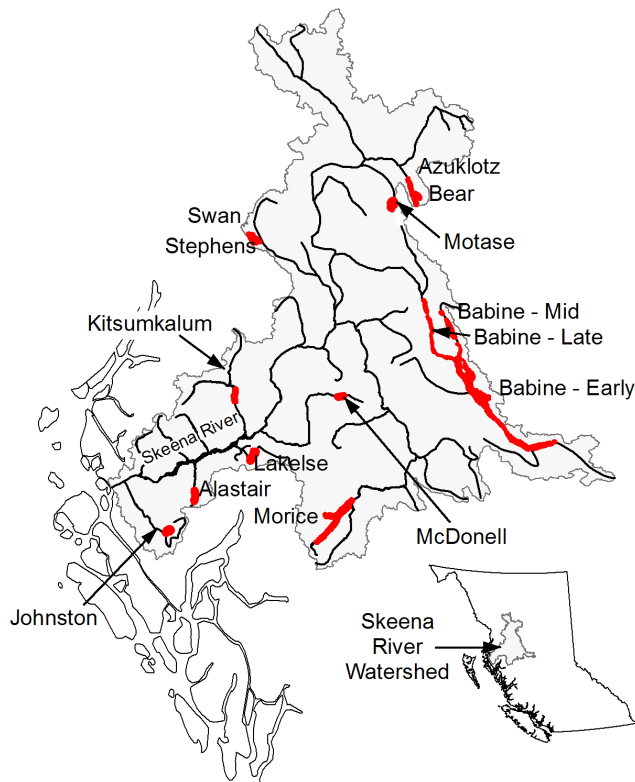 Azuklotz
Bear
Swan
Stephens
Motase
Babine - Mid
Kitsumkalum
Babine - Late
Babine - Early
Skeena River
Lakelse
Alastair
Morice
McDonell
Johnston
Skeena
River
Watershed